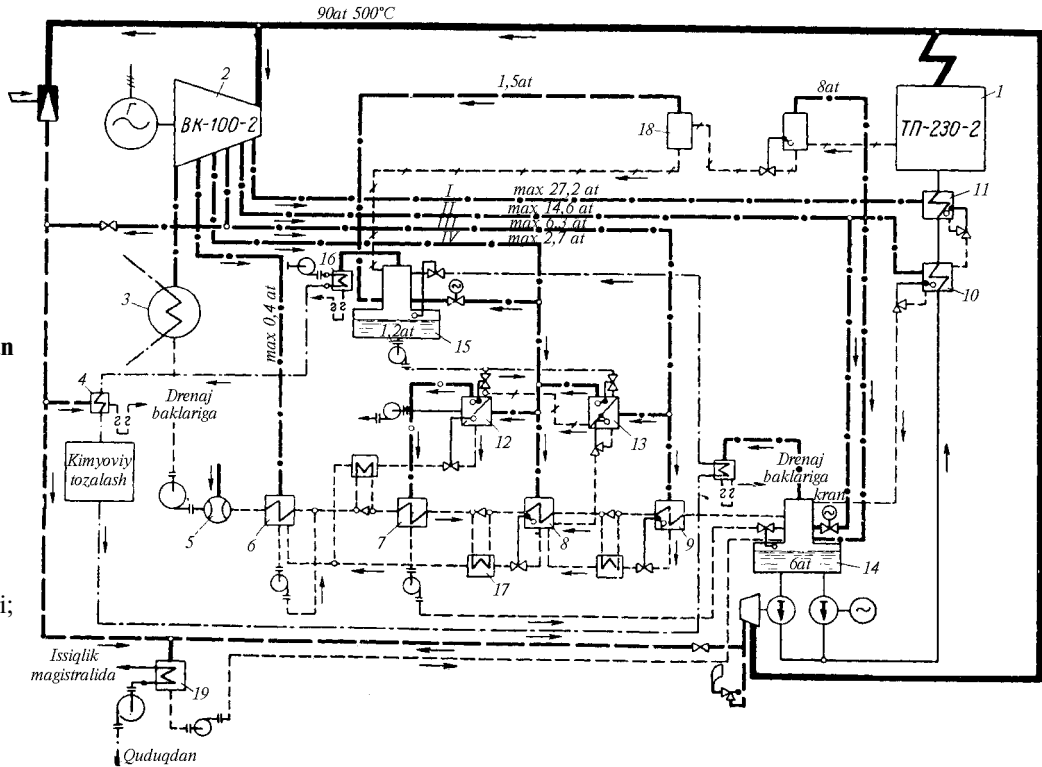 90at 500°C
2
1,5at
8at
1
Г
ВК-100-2
18
ТП-230-2
I max 27,2 at
II max 14,6 at
III max 6,3 at
IV max 2,7 at
11
16
10
3
max 0,4 at
1,2at
15
an
4
Drenaj
baklariga
12
13
Kimyoviy
tozalash
Drenaj
baklariga
kran
5
6
7
8
9
17
6at
14
i;
Issiqlik
magistralida
19
Quduqdan